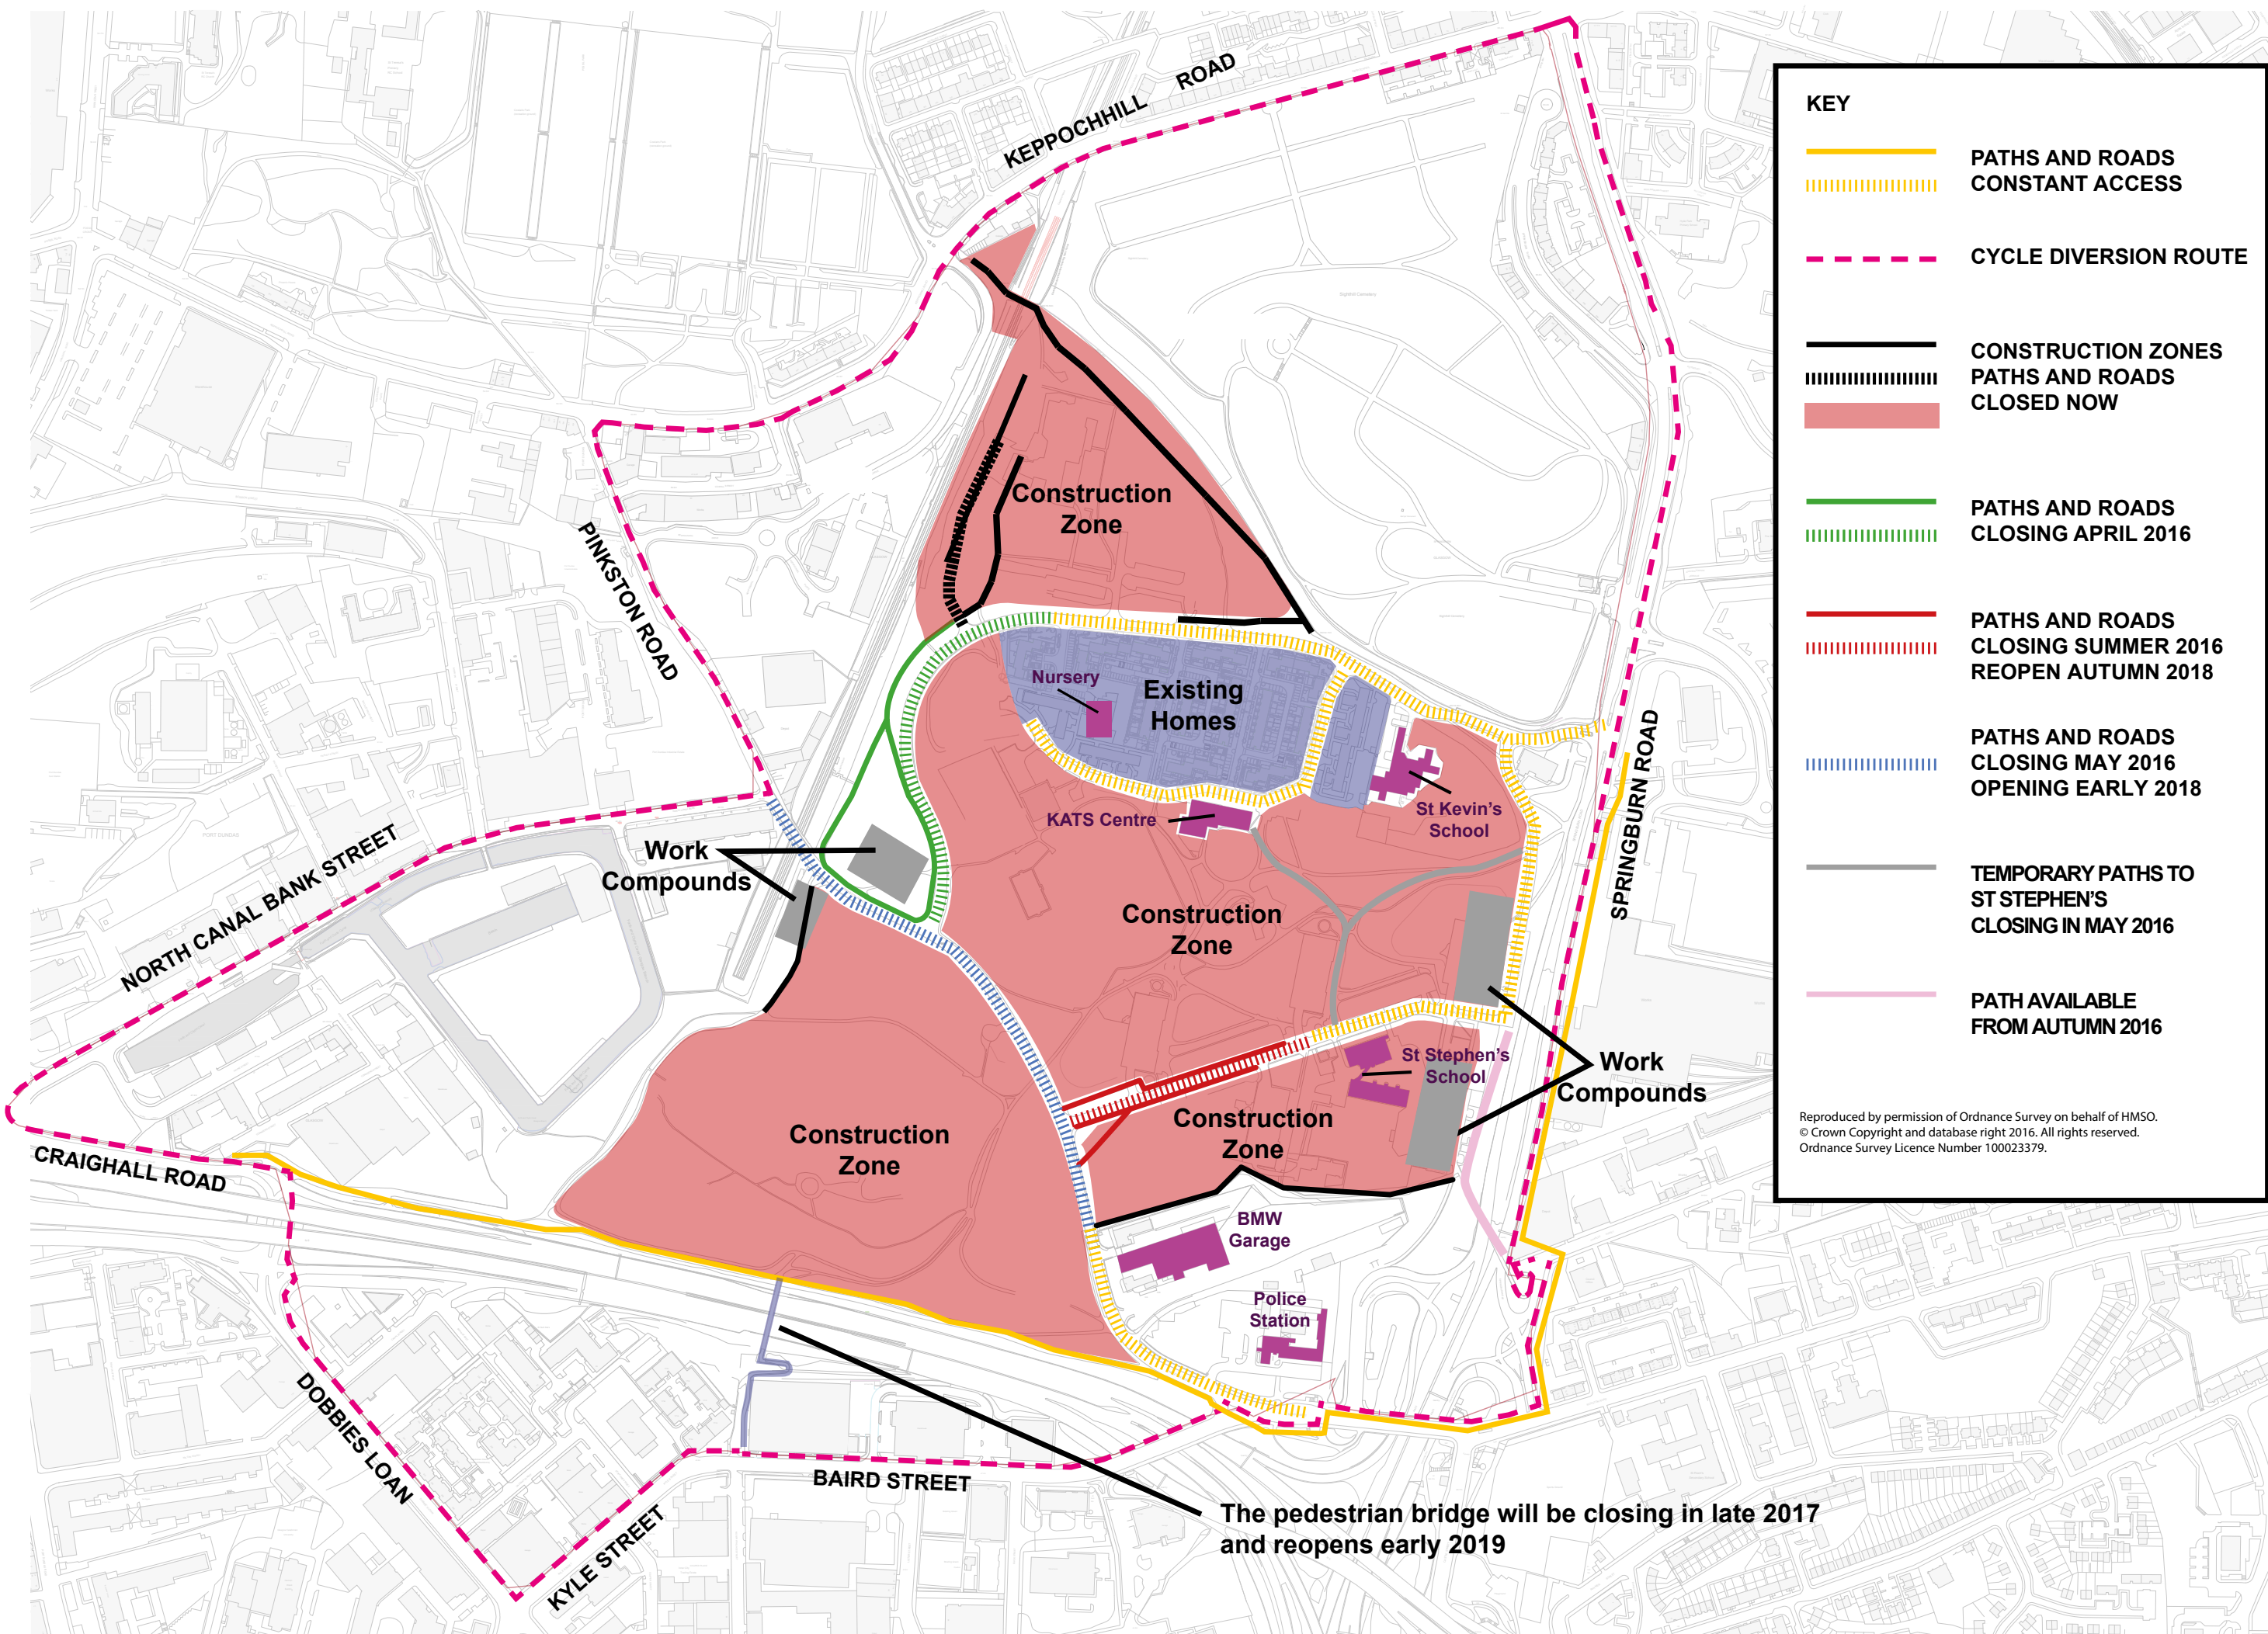 KEPPOCHHILL ROAD
KEY
PATHS AND ROADS
CONSTANT ACCESS
CYCLE DIVERSION ROUTE
CONSTRUCTION ZONES
PATHS AND ROADS
CLOSED NOW
PATHS AND ROADS
CLOSING APRIL 2016
PATHS AND ROADS
CLOSING SUMMER 2016
REOPEN AUTUMN 2018
PATHS AND ROADS
CLOSING MAY 2016
OPENING EARLY 2018
TEMPORARY PATHS TO
ST STEPHEN'S
CLOSING IN MAY 2016
PATH AVAILABLE
FROM AUTUMN 2016
Reproduced by permission of Ordnance Survey on behalf of HMSO.
© Crown Copyright and database right 2016. All rights reserved.
Ordnance Survey Licence Number 100023379.
Construction
Zone
PINKSTON ROAD
Nursery
Existing
Homes
KATS Centre
St Kevin's
School
SPRINGBURN ROAD
Work
Compounds
NORTH CANAL BANK STREET
Construction
Zone
St Stephen's
School
Work
Compounds
Construction
Zone
Construction
Zone
CRAIGHALL ROAD
BMW
Garage
Police
Station
DOBBIES LOAN
BAIRD STREET
KYLE STREET
The pedestrian bridge will be closing in late 2017
and reopens early 2019